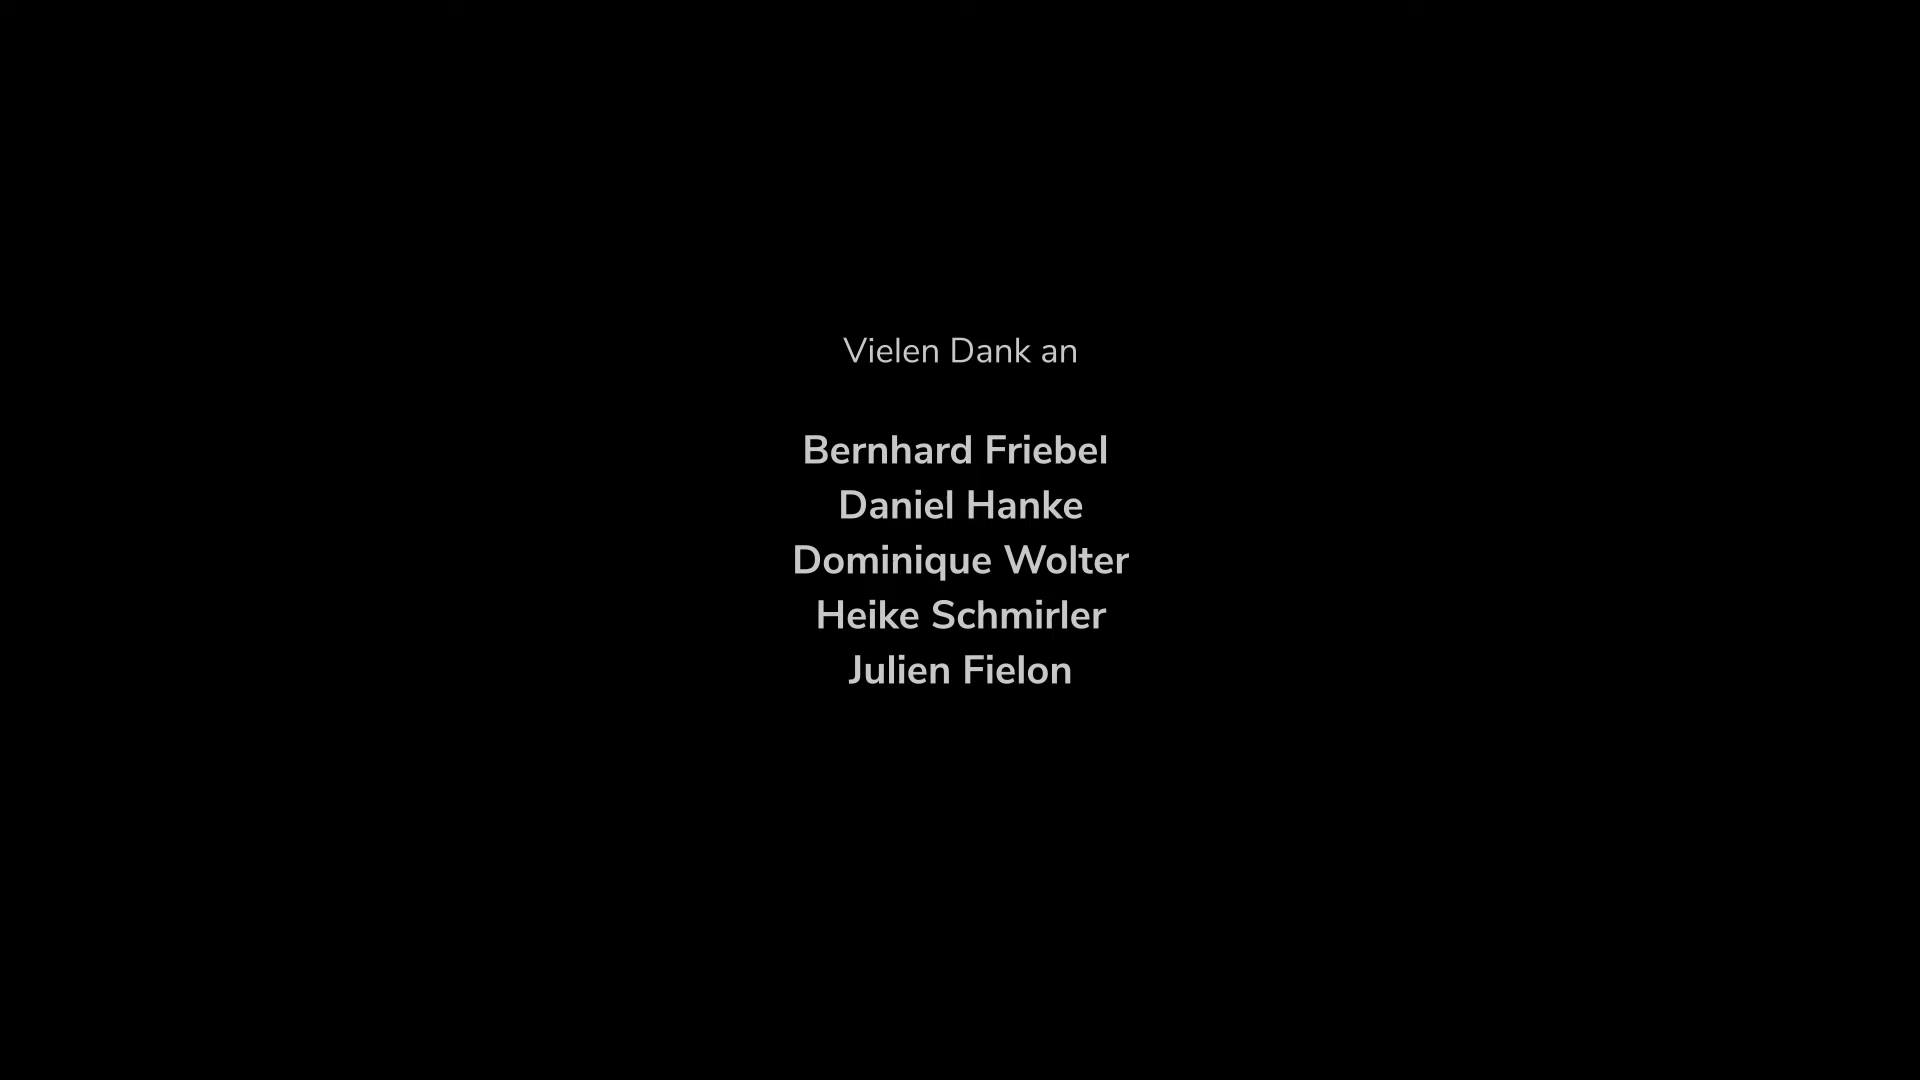 Vielen Dank an
Bernhard Friebel
Daniel Hanke
Dominique Wolter
Heike Schmirler
Julien Fielon